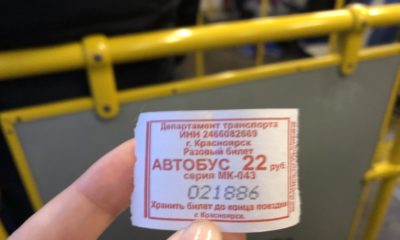 Департамент транспорта
ИНН 2466082669
г. Красноярск
Разовый билет
АВТОБУС 22 руб.
серия МК-043
021886
Хранить билет до конца поездки
г. Красноярск.